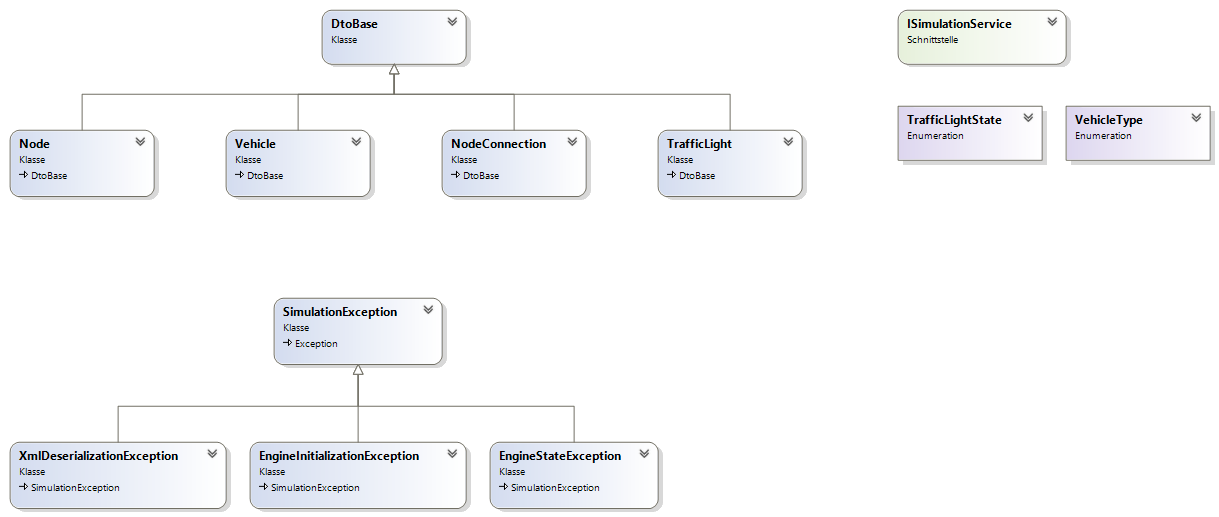 DtoBase
Klasse
ISimulationService
Schnittstelle
TrafficLightState
Enumeration
VehicleType
Enumeration
Node
Klasse
DtoBase
Vehicle
Klasse
DtoBase
NodeConnection
Klasse
DtoBase
TrafficLight
Klasse
DtoBase
SimulationException
Klasse
Exception
XmlDeserializationException
Klasse
SimulationException
EngineInitializationException
Klasse
SimulationException
EngineStateException
Klasse
SimulationException